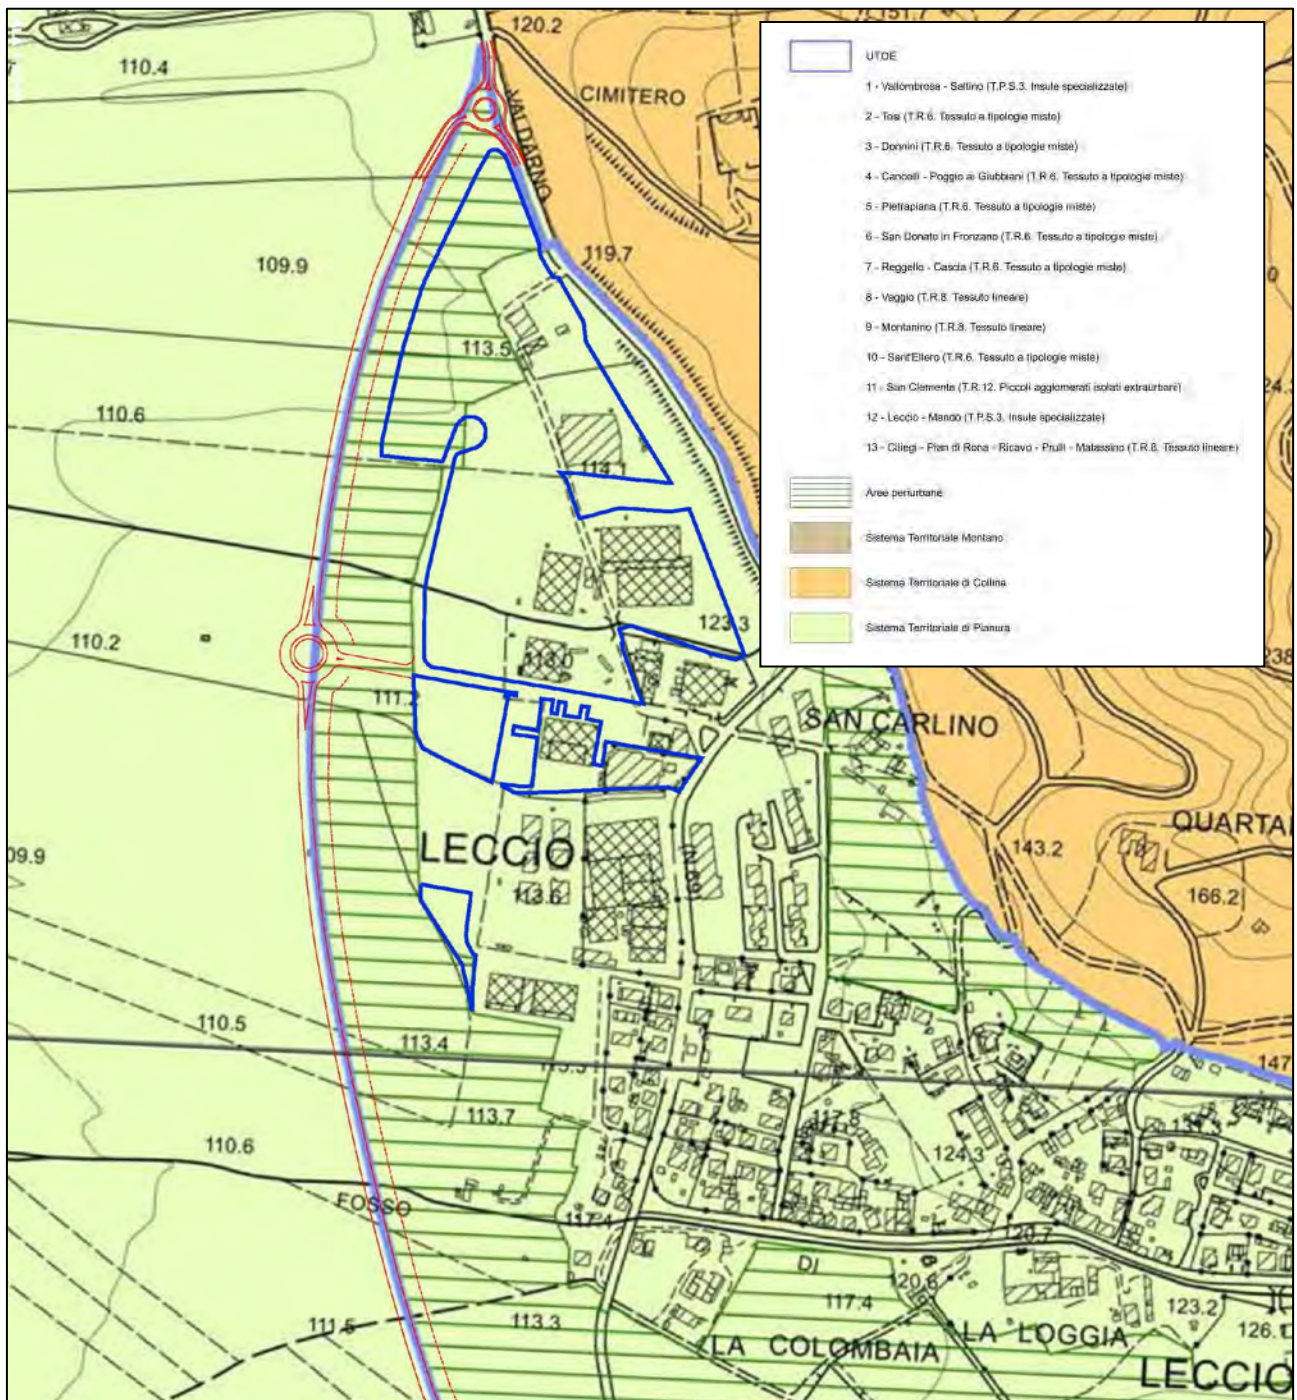 120.2
110.4
CIMITERO
VALDARNO
UTOE
1 - Vallombrosa - Saltino (T.P.S.3. Insule specializzate)
2 - Tosi (T.R.6. Tessuto a tipologie miste)
3 - Donnini (T.R.6. Tessuto a tipologie miste)
4 - Cancelli - Poggio ai Giubbiani (T.R.6. Tessuto a tipologie miste)
5 - Pietrapiana (T.R.6. Tessuto a tipologie miste)
6 - San Donato in Fronzano (T.R.6. Tessuto a tipologie miste)
7 - Reggello - Cascia (T.R.6. Tessuto a tipologie miste)
8 - Vaggio (T.R.8. Tessuto lineare)
9 - Montanino (T.R.8. Tessuto lineare)
10 - Sant'Ellero (T.R.6. Tessuto a tipologie miste)
11 - San Clemente (T.R.12. Piccoli agglomerati isolati extraurbani)
12 - Leccio - Mandò (T.P.S.3. Insule specializzate)
13 - Ciliegi - Pian di Rona - Ricavo - Prulli - Matassino (T.R.8. Tessuto lineare)
Aree periurbane
Sistema Territoriale Montano
Sistema Territoriale di Collina
Sistema Territoriale di Pianura
119.7
109.9
113.5
110.6
114.1
123.3
110.2
113.0
111.2
SAN CARLINO
QUARTA
LECCIO
143.2
09.9
(N.69)
113.6
166.2
110.5
113.4
113.5
147
113.7
117.8
110.6
124.3
FOSSO
117.4
120.7
DI
120.6
117.4
123.2
111.5
113.3
126.1
LA COLOMBAIA
LA LOGGIA
LECCIO